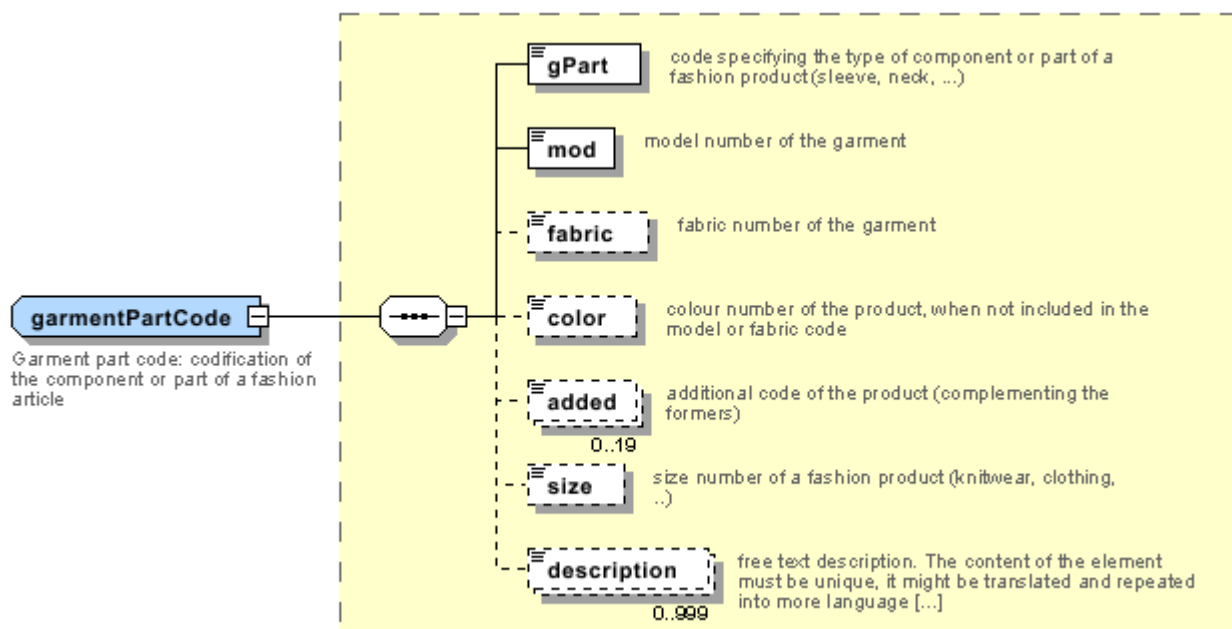 gPart
code specifying the type of component or part of a
fashion product (sleeve, neck, ...)
mod
model number of the garment
fabric
fabric number of the garment
garmentPartCode
Garment part code: codification of
the component or part of a fashion
article
color
colour number of the product, when not included in the
model or fabric code
added
0..19
additional code of the product (complementing the
formers)
size
size number of a fashion product (knitwear, clothing,
..)
description
0..999
free text description. The content of the element
must be unique, it might be translated and repeated
into more language [...]